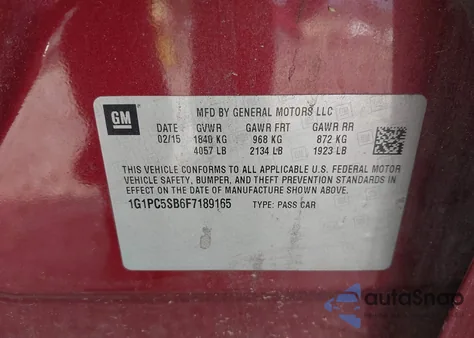 GM
MFD BY GENERAL MOTORS LLC
DATE GVWR GAWR FRT GAWR RR
02/15 1840 KG 968 KG 872 KG
4057 LB 2134 LB 1923 LB
THIS VEHICLE CONFORMS TO ALL APPLICABLE U.S. FEDERAL MOTOR
VEHICLE SAFETY, BUMPER, AND THEFT PREVENTION STANDARDS IN
EFFECT ON THE DATE OF MANUFACTURE SHOWN ABOVE.
1G1PC5SB6F7189165 TYPE: PASS CAR
autoSnap